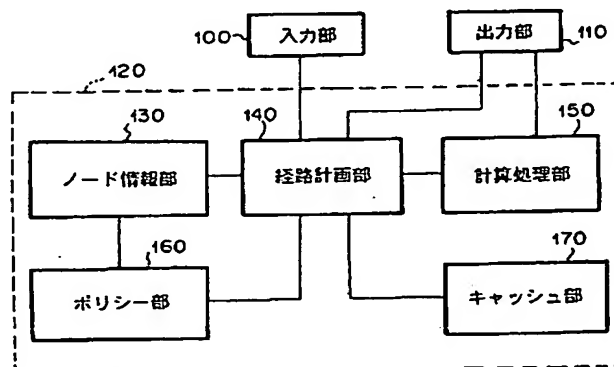 100
入力部
出力部
110
120
130
140
150
ノード情報部
経路計画部
計算処理部
160
170
ポリシー部
キャッシュ部